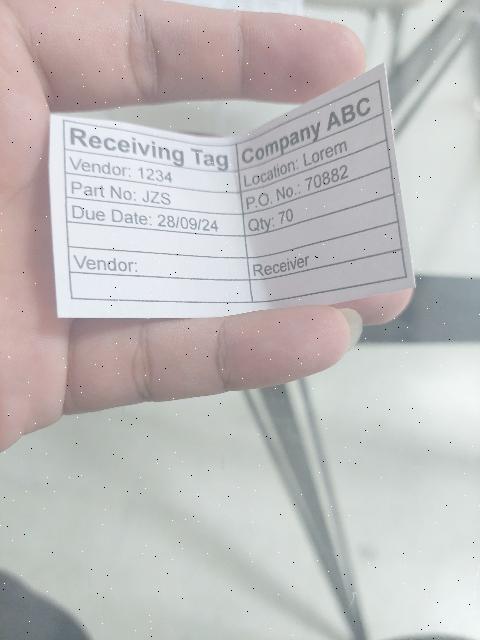 Receiving Tag Company ABC
Vendor: 1234 Location: Lorem
Part No: JZS P.O. No.: 70882
Due Date: 28/09/24 Qty: 70
Vendor: Receiver